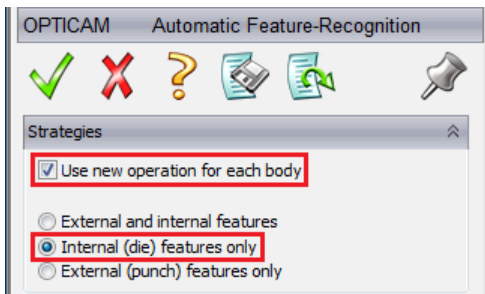 OPTICAM Automatic Feature-Recognition
Strategies
Use new operation for each body
External and internal features
Internal (die) features only
External (punch) features only